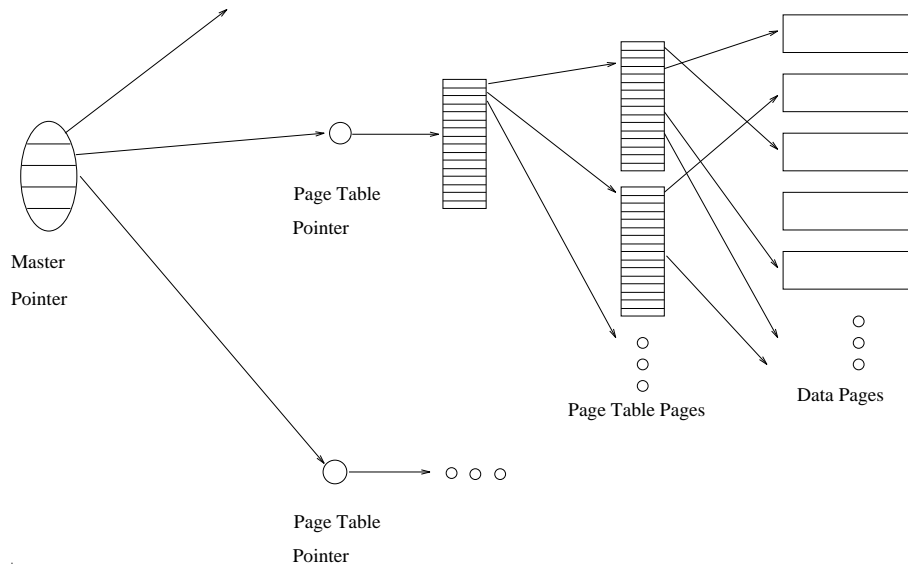 Page Table
Pointer
Master
Pointer
Data Pages
Page Table Pages
Page Table
Pointer